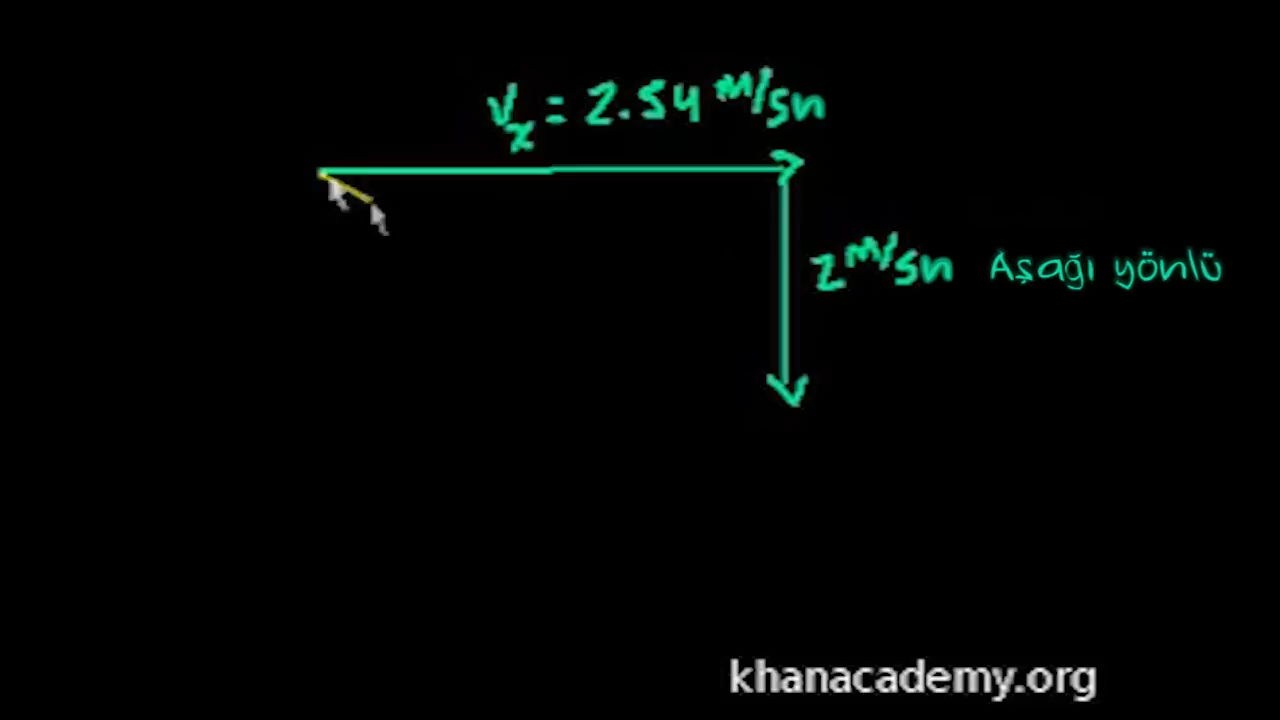 Vx = 2.54 m/sn
2 m/sn Aşağı yönlü
khanacademy.org